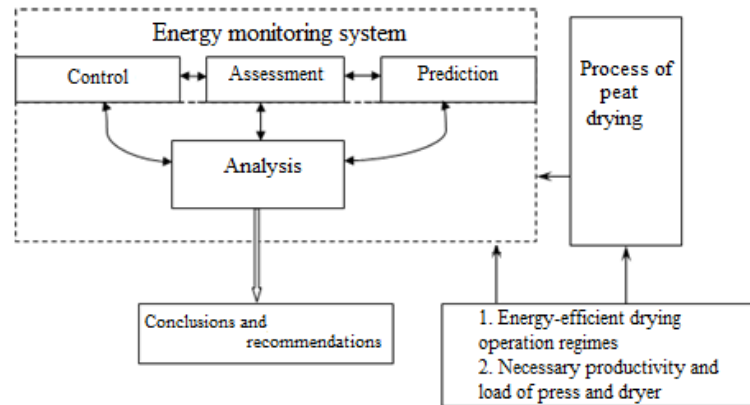 Energy monitoring system
Control
Assessment
Prediction
Process of
peat
drying
Analysis
Conclusions and
recommendations
1. Energy-efficient drying
operation regimes
2. Necessary productivity and
load of press and dryer